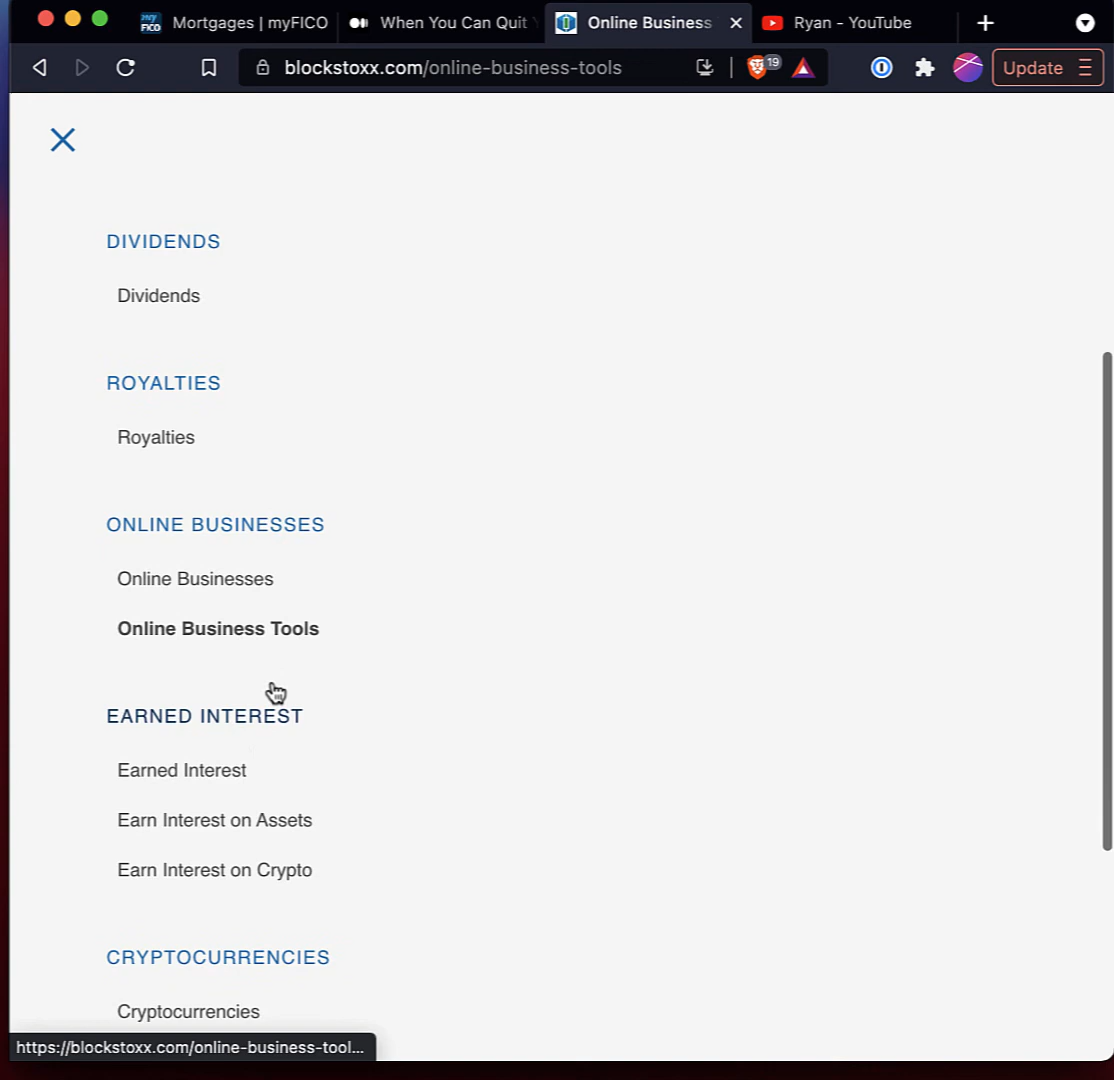 my FICO Mortgages | myFICO When You Can Quit Online Business Ryan - YouTube
blockstoxx.com/online-business-tools 19 Update
DIVIDENDS
Dividends
ROYALTIES
Royalties
ONLINE BUSINESSES
Online Businesses
Online Business Tools
EARNED INTEREST
Earned Interest
Earn Interest on Assets
Earn Interest on Crypto
CRYPTOCURRENCIES
Cryptocurrencies
https://blockstoxx.com/online-business-tool...